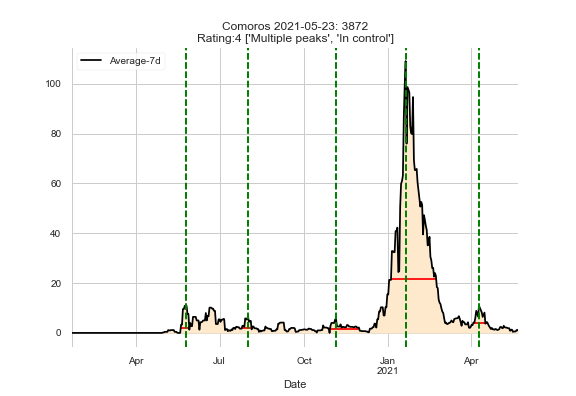 Comoros 2021-05-23: 3872
Rating:4 ['Multiple peaks', 'In control']
Average-7d
100
80
60
40
20
0
Apr
Jul
Oct
Jan
2021
Apr
Date